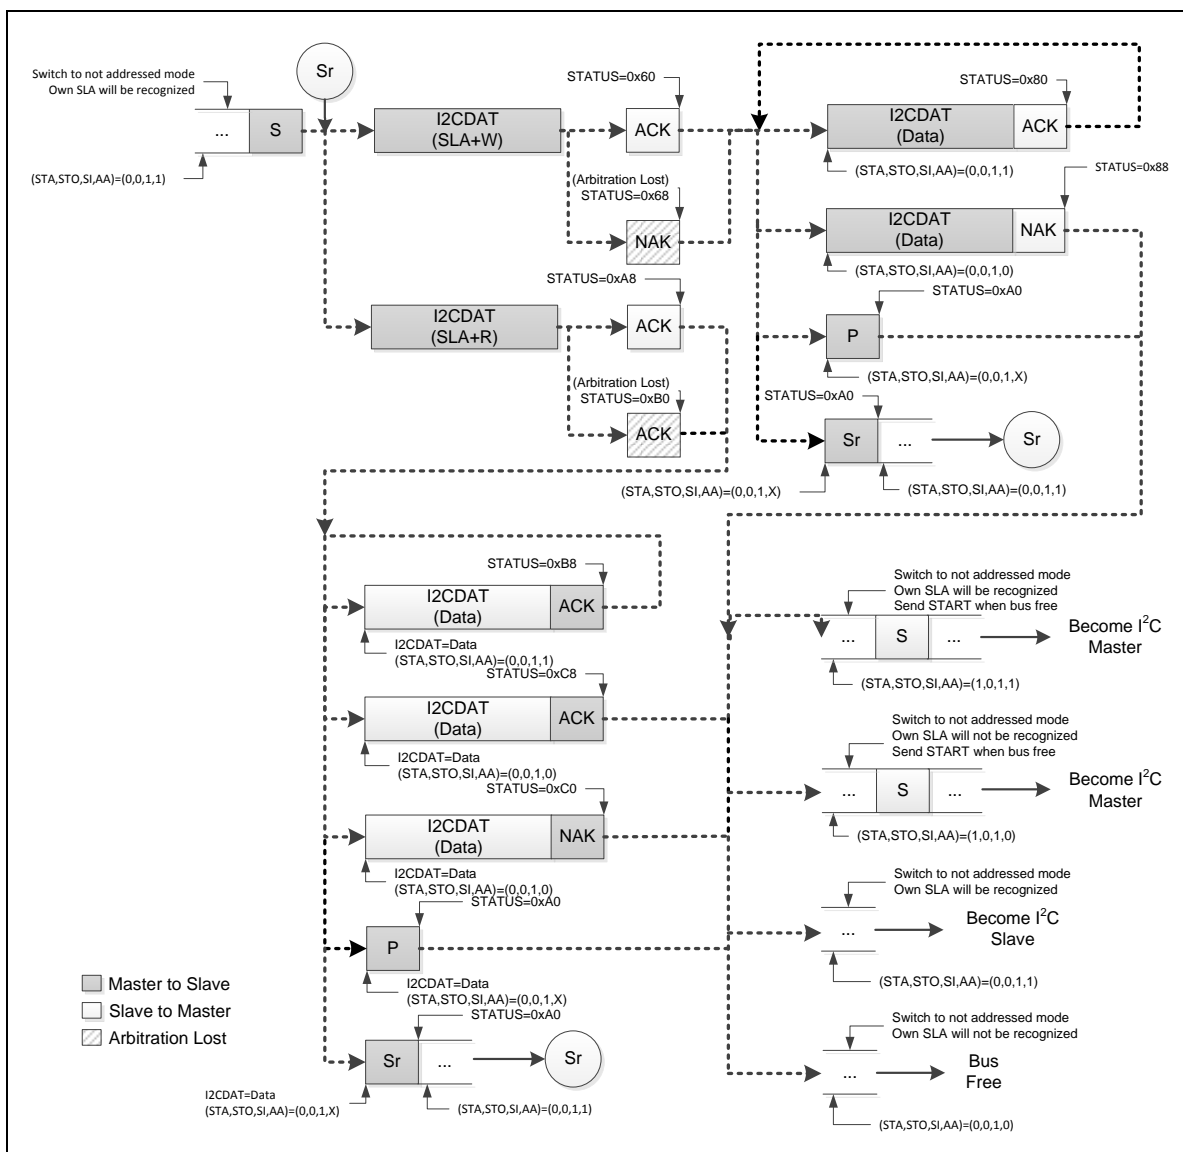 Switch to not addressed mode
Own SLA will be recognized
Sr
...
S
(STA,STO,SI,AA)=(0,0,1,1)
I2CDAT
(SLA+W)
STATUS=0x60
ACK
(Arbitration Lost)
STATUS=0x68
NAK
I2CDAT
(SLA+R)
STATUS=0xA8
ACK
(Arbitration Lost)
STATUS=0xB0
ACK
STATUS=0x80
I2CDAT
(Data)
ACK
(STA,STO,SI,AA)=(0,0,1,1)
STATUS=0x88
I2CDAT
(Data)
NAK
(STA,STO,SI,AA)=(0,0,1,0)
STATUS=0xA0
P
(STA,STO,SI,AA)=(0,0,1,X)
STATUS=0xA0
Sr
...
Sr
(STA,STO,SI,AA)=(0,0,1,X)
(STA,STO,SI,AA)=(0,0,1,1)
STATUS=0xB8
I2CDAT
(Data)
ACK
I2CDAT=Data
(STA,STO,SI,AA)=(0,0,1,1)
STATUS=0xC8
I2CDAT
(Data)
ACK
I2CDAT=Data
(STA,STO,SI,AA)=(0,0,1,0)
STATUS=0xC0
I2CDAT
(Data)
NAK
I2CDAT=Data
(STA,STO,SI,AA)=(0,0,1,0)
STATUS=0xA0
P
I2CDAT=Data
(STA,STO,SI,AA)=(0,0,1,X)
STATUS=0xA0
Sr
...
Sr
I2CDAT=Data
(STA,STO,SI,AA)=(0,0,1,X)
(STA,STO,SI,AA)=(0,0,1,1)
Switch to not addressed mode
Own SLA will be recognized
Send START when bus free
...
S
...
Become I²C
Master
(STA,STO,SI,AA)=(1,0,1,1)
Switch to not addressed mode
Own SLA will not be recognized
Send START when bus free
...
S
...
Become I²C
Master
(STA,STO,SI,AA)=(1,0,1,0)
Switch to not addressed mode
Own SLA will be recognized
...
Become I²C
Slave
(STA,STO,SI,AA)=(0,0,1,1)
Switch to not addressed mode
Own SLA will not be recognized
...
Bus
Free
(STA,STO,SI,AA)=(0,0,1,0)
Master to Slave
Slave to Master
Arbitration Lost